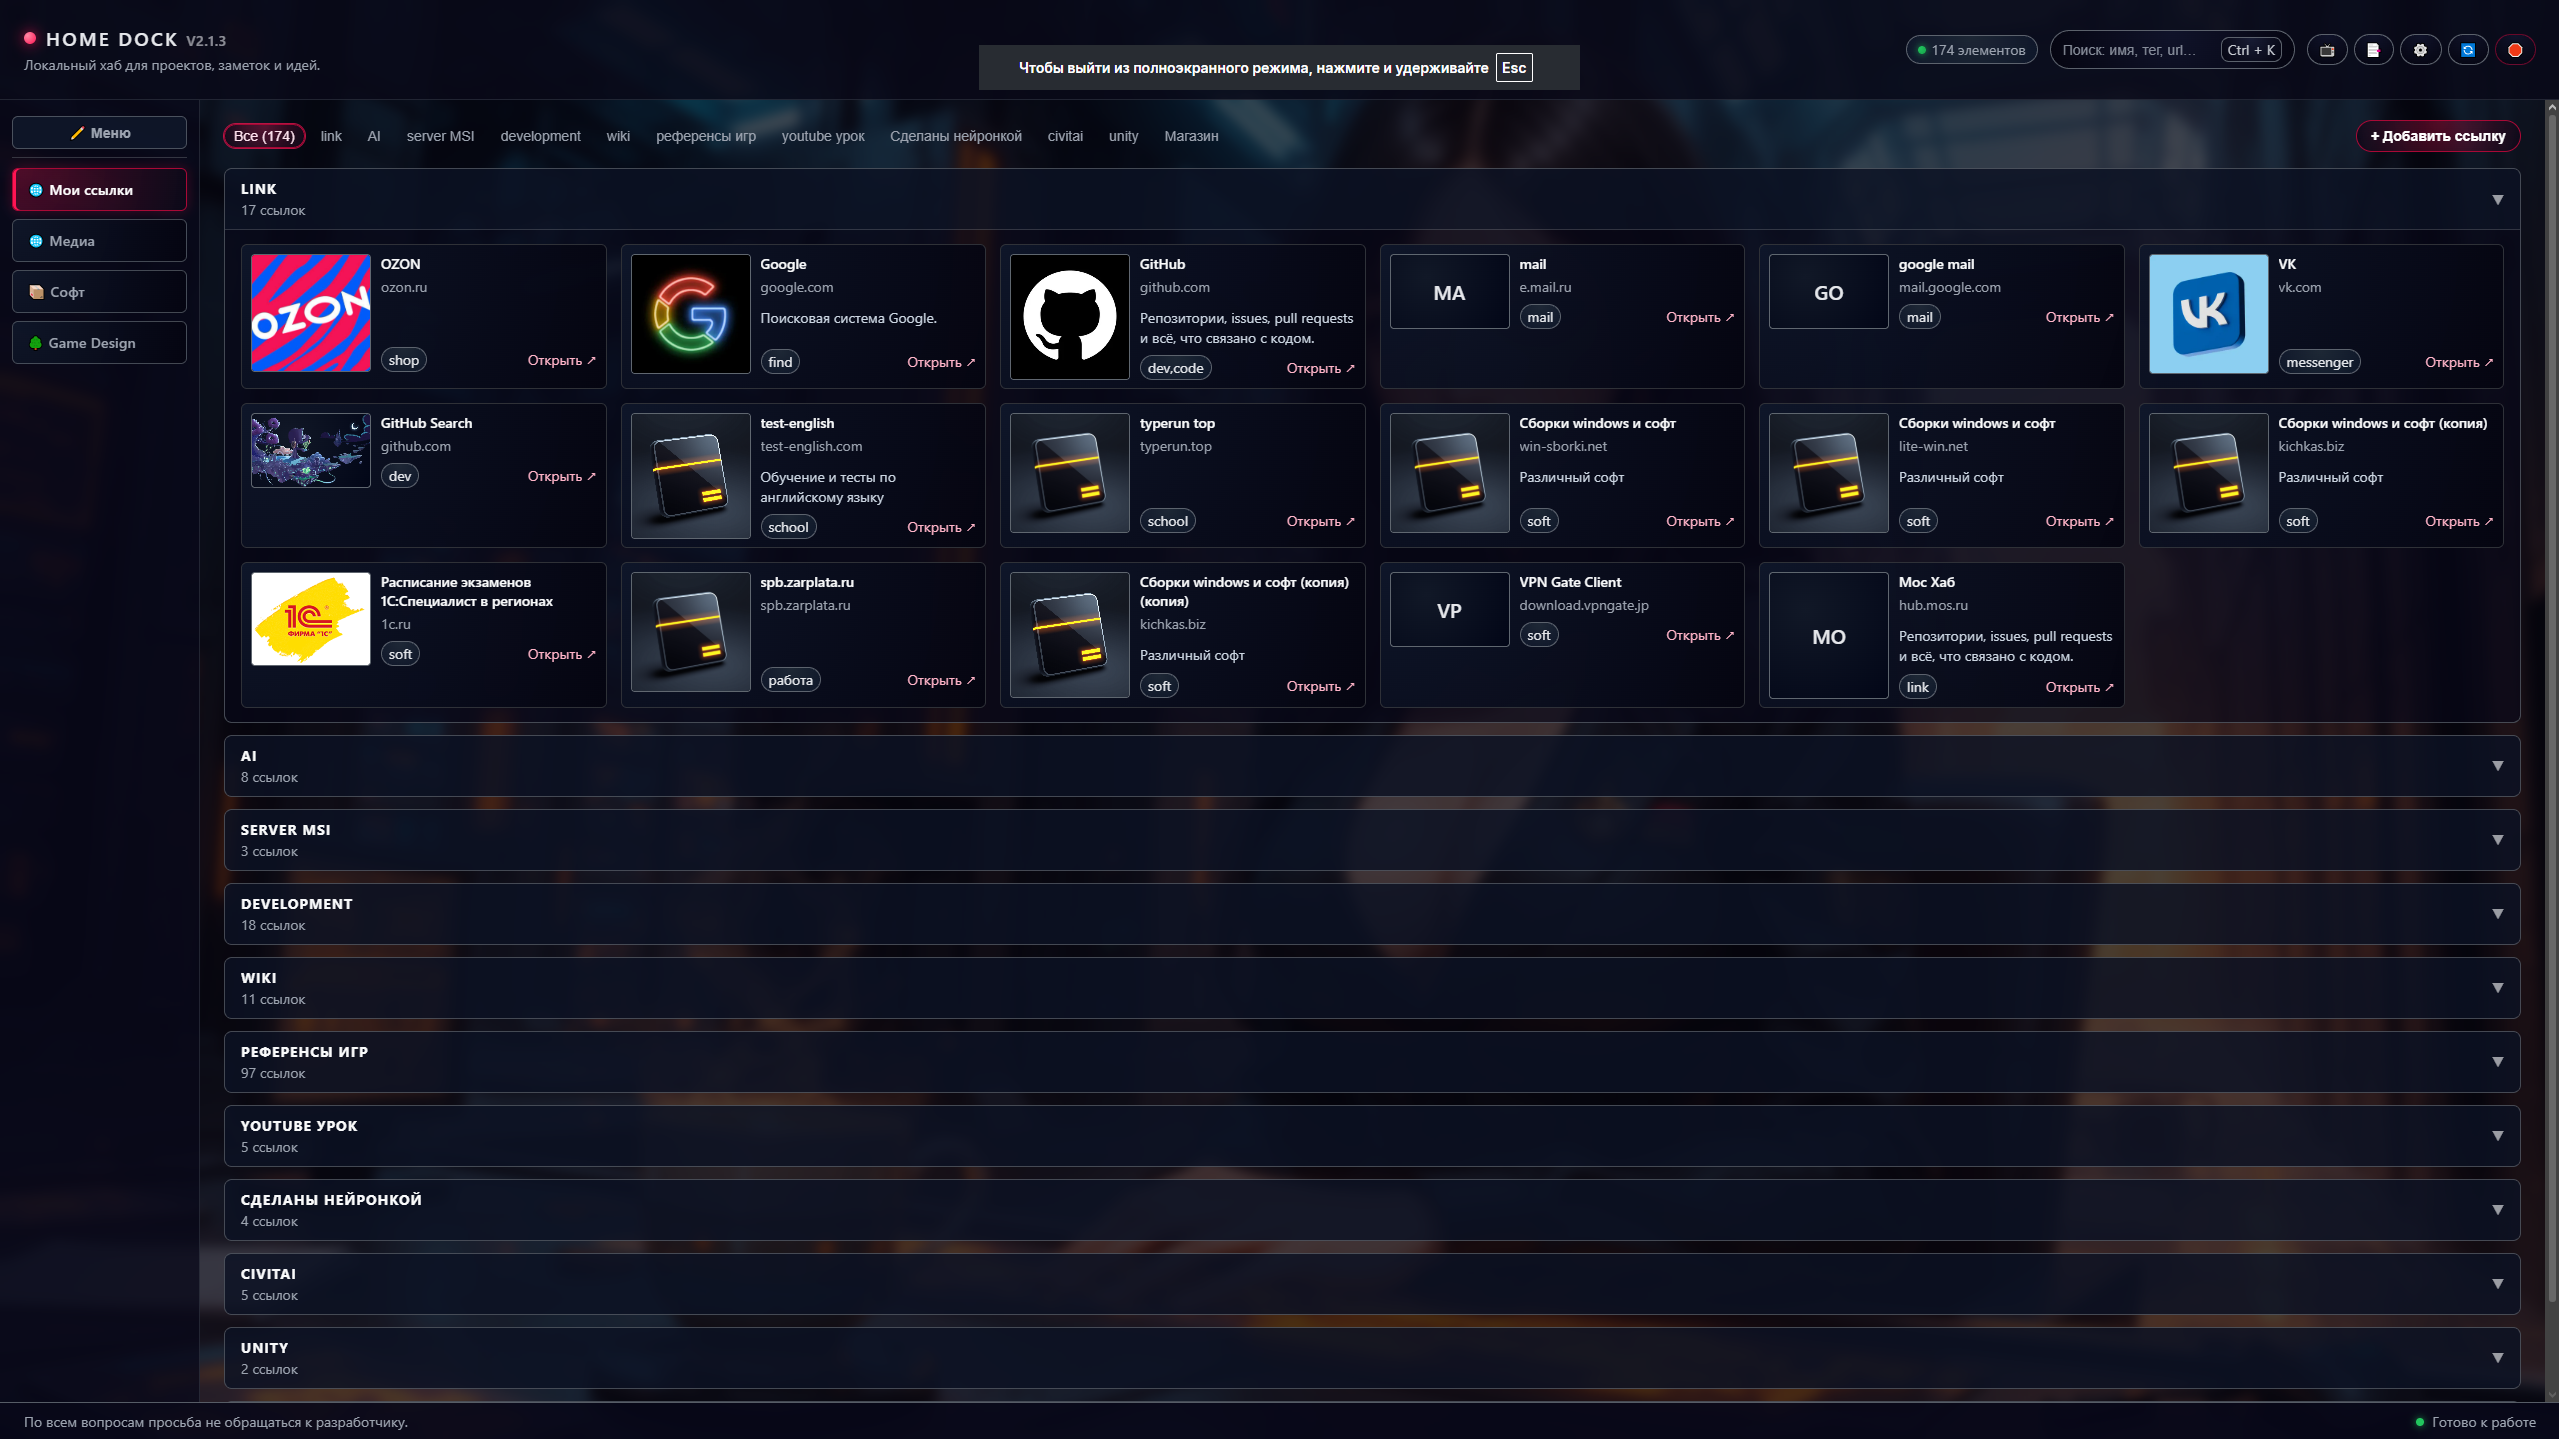 HOME DOCK V2.1.3
Локальный хаб для проектов, заметок и идей.
Чтобы выйти из полноэкранного режима, нажмите и удерживайте Esc
174 элементов
Поиск: имя, тег, url... Ctrl + K
Меню
Мои ссылки
Медиа
Софт
Game Design
Все (174) link AI server MSI development wiki референсы игр youtube урок Сделаны нейронкой civitai unity Магазин
+ Добавить ссылку
LINK
17 ссылок
OZON
OZON
ozon.ru
shop Открыть ↗
Google
google.com
Поисковая система Google.
find Открыть ↗
GitHub
github.com
Репозитории, issues, pull requests
и всё, что связано с кодом.
dev,code Открыть ↗
MA
mail
e.mail.ru
mail Открыть ↗
GO
google mail
mail.google.com
mail Открыть ↗
VK
VK
vk.com
messenger Открыть ↗
GitHub Search
github.com
dev Открыть ↗
test-english
test-english.com
Обучение и тесты по
английскому языку
school Открыть ↗
typerun top
typerun.top
school Открыть ↗
Сборки windows и софт
win-sborki.net
Различный софт
soft Открыть ↗
Сборки windows и софт
lite-win.net
Различный софт
soft Открыть ↗
Сборки windows и софт (копия)
kichkas.biz
Различный софт
soft Открыть ↗
1С®
ФИРМА "1С"
Расписание экзаменов
1С:Специалист в регионах
1c.ru
soft Открыть ↗
spb.zarplata.ru
spb.zarplata.ru
работа Открыть ↗
Сборки windows и софт (копия)
(копия)
kichkas.biz
Различный софт
soft Открыть ↗
VP
VPN Gate Client
download.vpngate.jp
soft Открыть ↗
MO
Мос Хаб
hub.mos.ru
Репозитории, issues, pull requests
и всё, что связано с кодом.
link Открыть ↗
AI
8 ссылок
SERVER MSI
3 ссылок
DEVELOPMENT
18 ссылок
WIKI
11 ссылок
РЕФЕРЕНСЫ ИГР
97 ссылок
YOUTUBE УРОК
5 ссылок
СДЕЛАНЫ НЕЙРОНКОЙ
4 ссылок
CIVITAI
5 ссылок
UNITY
2 ссылок
По всем вопросам просьба не обращаться к разработчику.
Готово к работе